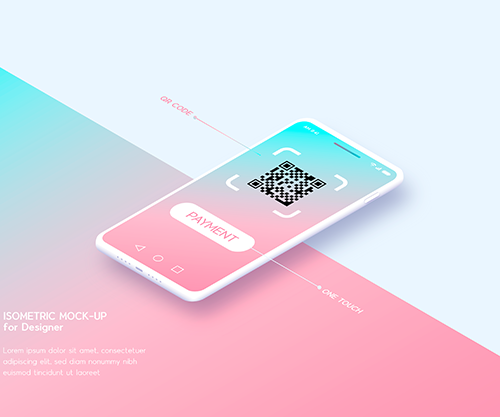 QR CODE
PAYMENT
ONE TOUCH
ISOMETRIC MOCK-UP
for Designer
Lorem ipsum dolor sit amet, consectetuer
adipiscing elit, sed diam nonummy nibh
euismod tincidunt ut laoreet